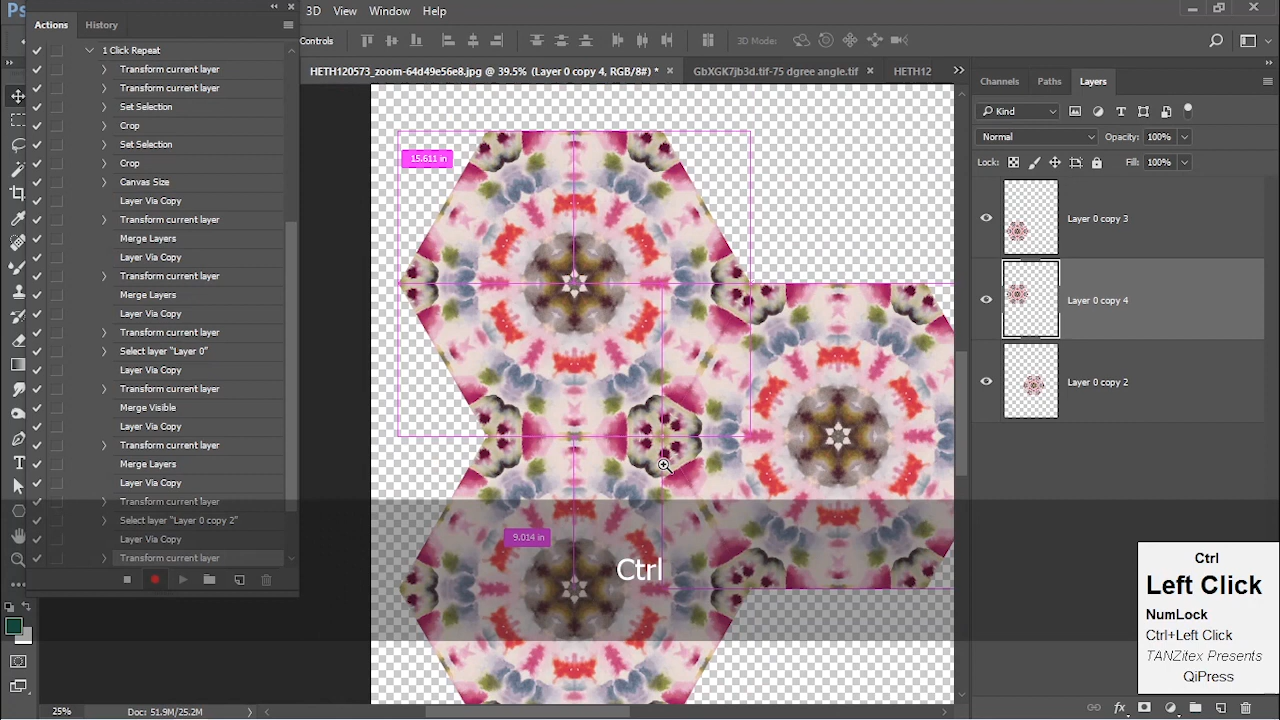 Ps
3D View Window Help
Actions History
Controls
3D Mode:
HETH120573_zoom-64d49e56e8.jpg @ 39.5% (Layer 0 copy 4, RGB/8#) * ×
GbXGK7jb3d.tif-75 dgree angle.tif ×
HETH12
1 Click Repeat
Transform current layer
Transform current layer
Set Selection
Crop
Set Selection
Crop
Canvas Size
Layer Via Copy
Transform current layer
Merge Layers
Layer Via Copy
Transform current layer
Merge Layers
Layer Via Copy
Transform current layer
Select layer "Layer 0"
Layer Via Copy
Transform current layer
Merge Visible
Layer Via Copy
Transform current layer
Merge Layers
Layer Via Copy
Transform current layer
Select layer "Layer 0 copy 2"
Layer Via Copy
Transform current layer
15.611 in
9.014 in
Ctrl
Channels Paths Layers
Kind
Normal Opacity: 100%
Lock: Fill: 100%
Layer 0 copy 3
Layer 0 copy 4
Layer 0 copy 2
Ctrl
Left Click
NumLock
Ctrl+Left Click
TANZitex Presents
QiPress
25% Doc: 51.9M/25.2M
fx